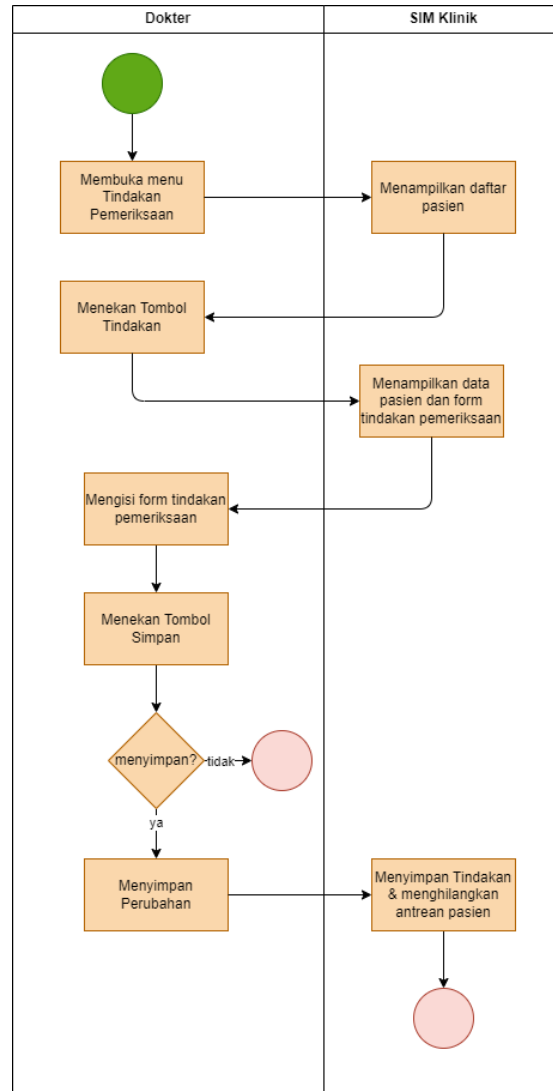 Dokter
SIM Klinik
Membuka menu
Tindakan
Pemeriksaan
Menampilkan daftar
pasien
Menekan Tombol
Tindakan
Menampilkan data
pasien dan form
tindakan pemeriksaan
Mengisi form tindakan
pemeriksaan
Menekan Tombol
Simpan
menyimpan?
tidak
ya
Menyimpan
Perubahan
Menyimpan Tindakan
& menghilangkan
antrean pasien